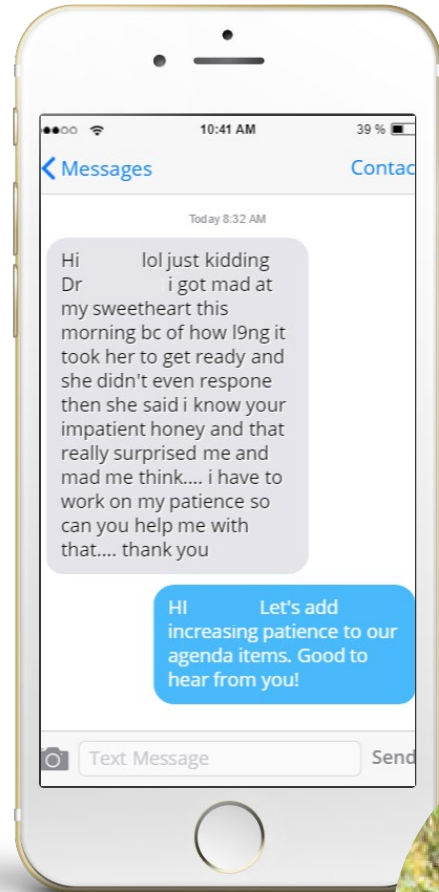 10:41 AM 39 %
Messages Contac
Today 8:32 AM
Hi lol just kidding
Dr i got mad at
my sweetheart this
morning bc of how l9ng it
took her to get ready and
she didn't even respone
then she said i know your
impatient honey and that
really surprised me and
mad me think.... i have to
work on my patience so
can you help me with
that.... thank you
HI Let's add
increasing patience to our
agenda items. Good to
hear from you!
Text Message Send